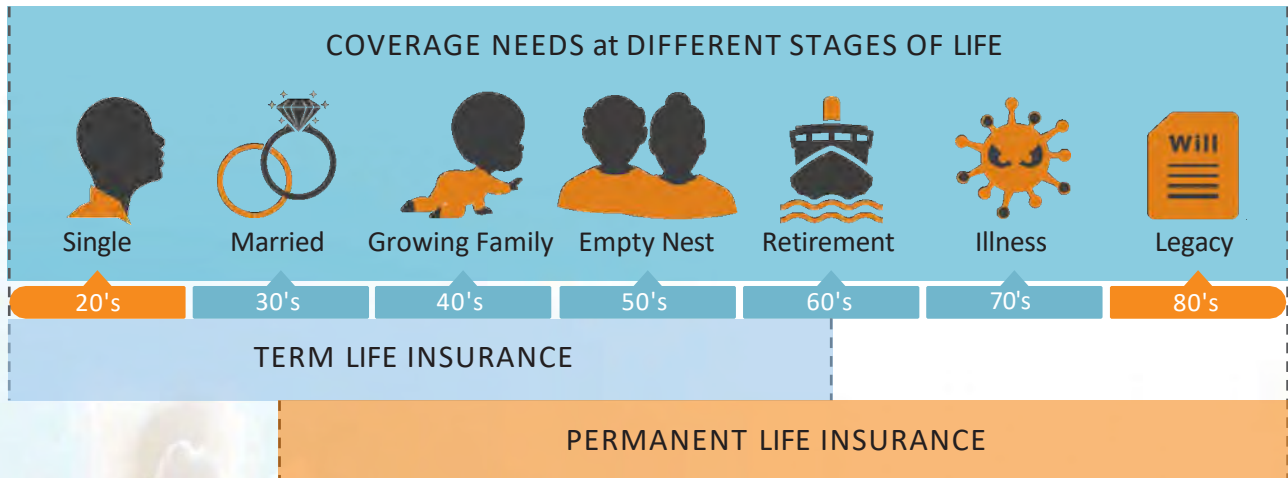 COVERAGE NEEDS at DIFFERENT STAGES OF LIFE
Will
Single Married Growing Family Empty Nest Retirement Illness Legacy
20's 30's 40's 50's 60's 70's 80's
TERM LIFE INSURANCE
PERMANENT LIFE INSURANCE